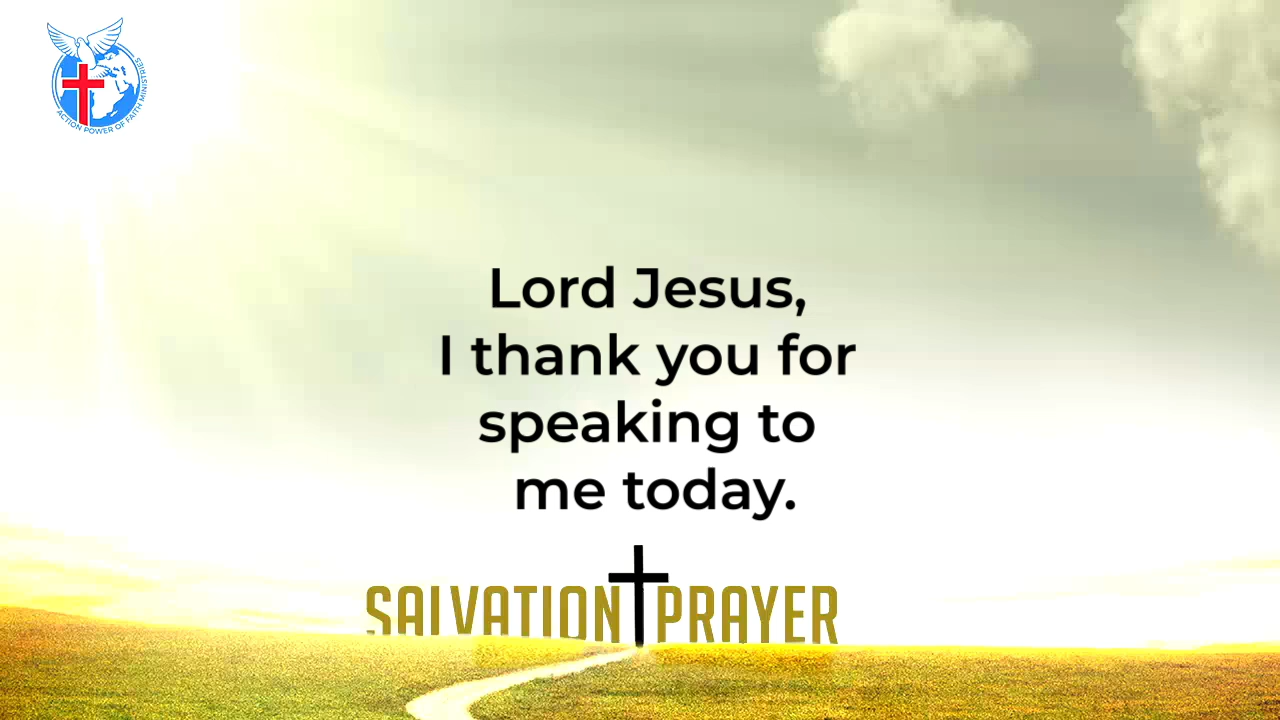 ACTION POWER OF FAITH MINISTRIES
Lord Jesus,
I thank you for
speaking to
me today.
SALVATION PRAYER